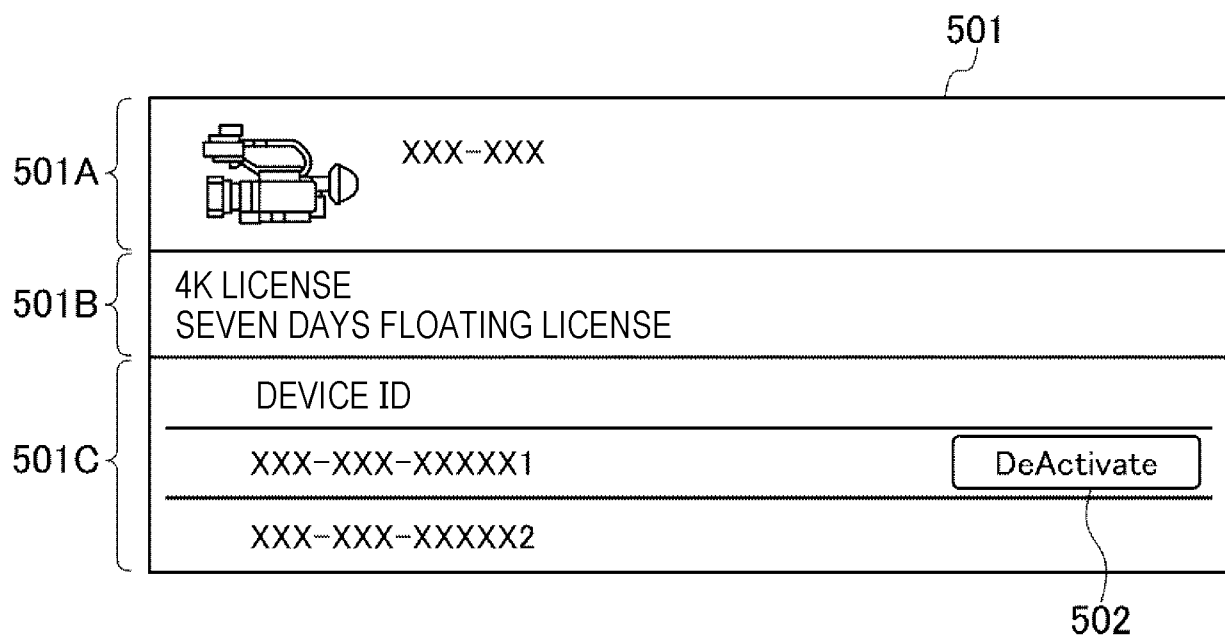 501
501A
XXX-XXX
501B
4K LICENSE
SEVEN DAYS FLOATING LICENSE
DEVICE ID
501C
XXX-XXX-XXXXX1
DeActivate
XXX-XXX-XXXXX2
502